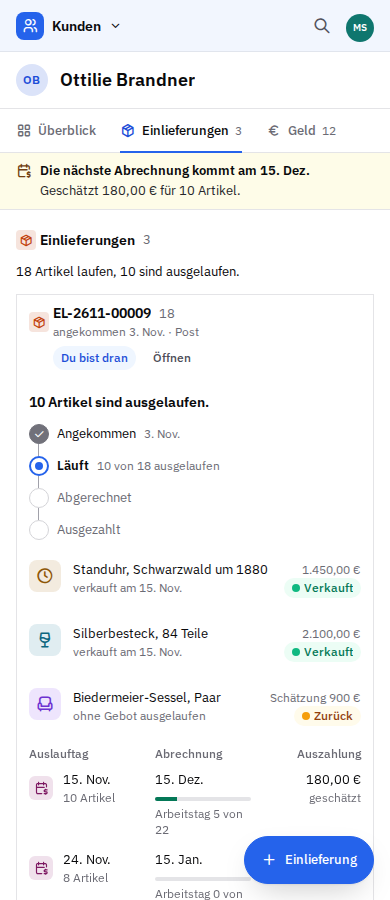 Kunden
MS
OB
Ottilie Brandner
Überblick
Einlieferungen 3
Geld 12
Die nächste Abrechnung kommt am 15. Dez.
Geschätzt 180,00 € für 10 Artikel.
Einlieferungen 3
18 Artikel laufen, 10 sind ausgelaufen.
EL-2611-00009 18
angekommen 3. Nov. · Post
Du bist dran
Öffnen
10 Artikel sind ausgelaufen.
Angekommen 3. Nov.
Läuft 10 von 18 ausgelaufen
Abgerechnet
Ausgezahlt
Standuhr, Schwarzwald um 1880 1.450,00 €
verkauft am 15. Nov. Verkauft
Silberbesteck, 84 Teile 2.100,00 €
verkauft am 15. Nov. Verkauft
Biedermeier-Sessel, Paar Schätzung 900 €
ohne Gebot ausgelaufen Zurück
Auslauftag Abrechnung Auszahlung
15. Nov. 15. Dez. 180,00 €
10 Artikel geschätzt
Arbeitstag 5 von
22
24. Nov. 15. Jan.
8 Artikel
Arbeitstag 0 von
Einlieferung